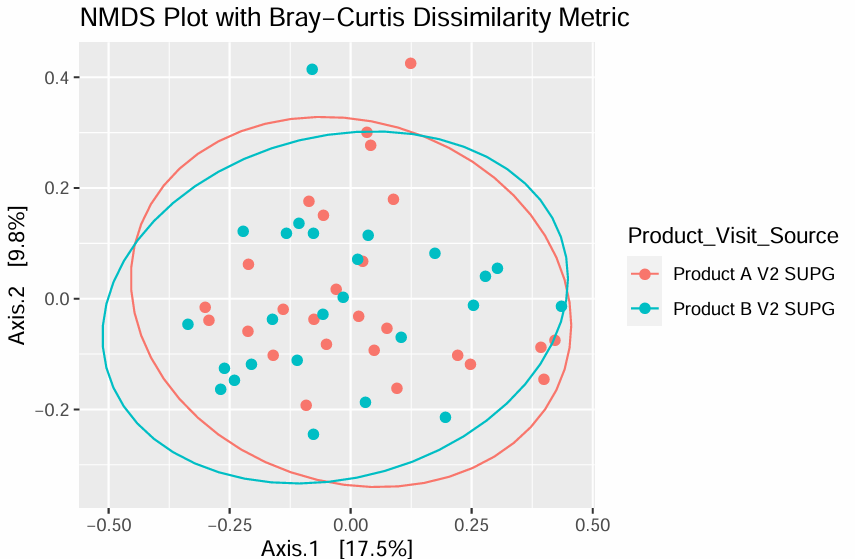 NMDS Plot with Bray−Curtis Dissimilarity Metric
0.4
0.2
0.0
−0.2
Axis.2 [9.8%]
−0.50
−0.25
0.00
0.25
0.50
Axis.1 [17.5%]
Product_Visit_Source
Product A V2 SUPG
Product B V2 SUPG